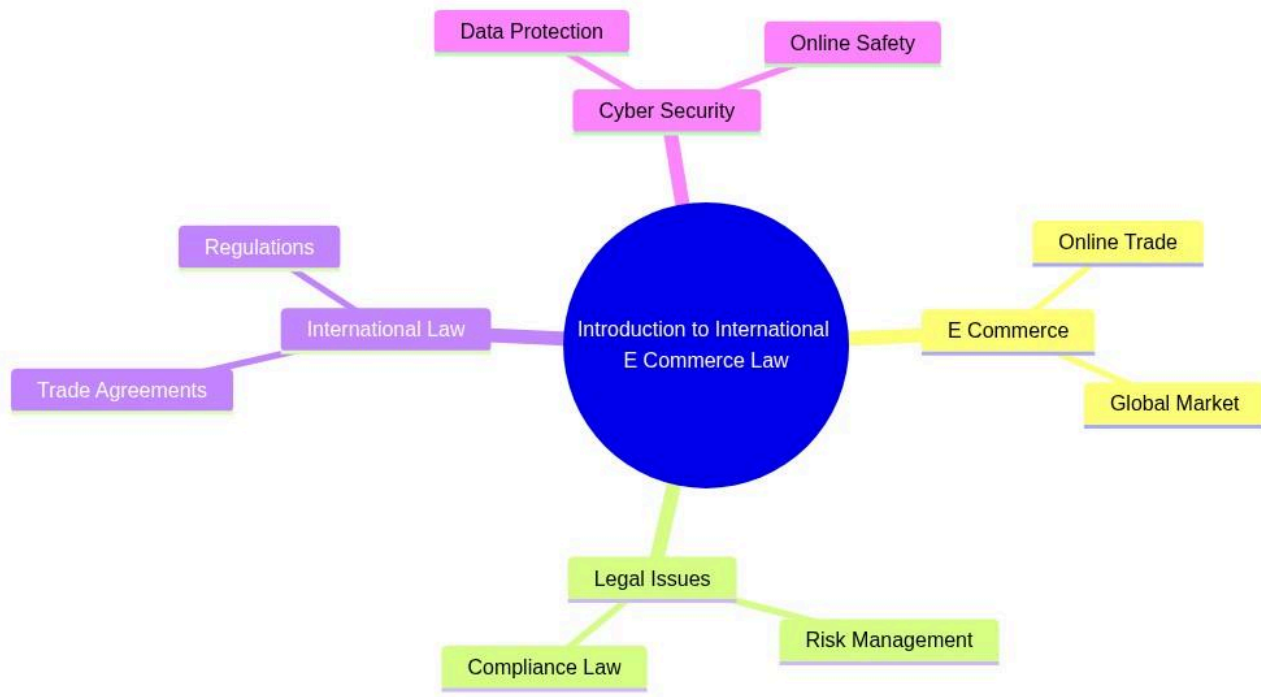 Data Protection
Online Safety
Cyber Security
Regulations
Online Trade
International Law
Introduction to International
E Commerce Law
E Commerce
Trade Agreements
Global Market
Legal Issues
Risk Management
Compliance Law